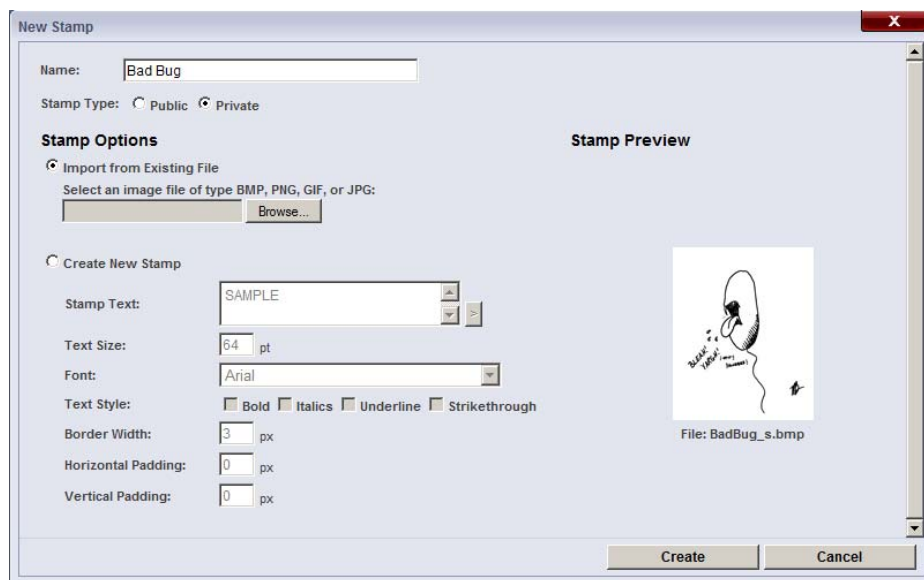 New Stamp
X
Name: Bad Bug
Stamp Type: Public Private
Stamp Options
Stamp Preview
Import from Existing File
Select an image file of type BMP, PNG, GIF, or JPG:
Browse...
Create New Stamp
Stamp Text: SAMPLE >
Text Size: 64 pt
Font: Arial
Text Style: Bold Italics Underline Strikethrough
Border Width: 3 px
Horizontal Padding: 0 px
Vertical Padding: 0 px
BLEAH!
File: BadBug_s.bmp
Create Cancel